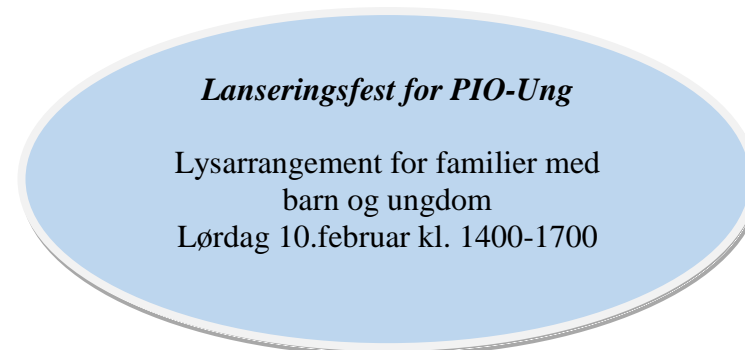 Lanseringsfest for PIO-Ung
Lysarrangement for familier med
barn og ungdom
Lørdag 10.februar kl. 1400-1700